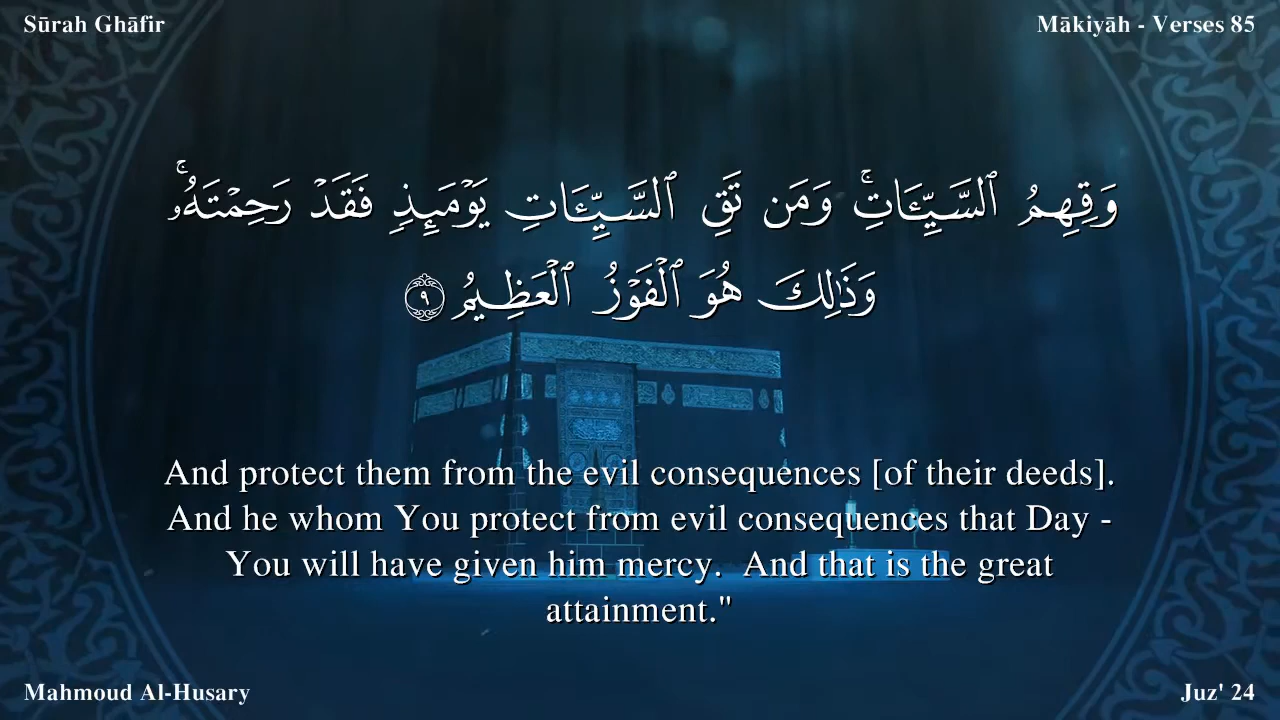 Sūrah Ghāfir
Mākiyāh - Verses 85
وَقِهِمُ ٱلسَّيِّـَٔاتِ ۚ وَمَن تَقِ ٱلسَّيِّـَٔاتِ يَوْمَئِذٍ فَقَدْ رَحِمْتَهُۥ ۚ
وَذَٰلِكَ هُوَ ٱلْفَوْزُ ٱلْعَظِيمُ ٩
And protect them from the evil consequences [of their deeds].
And he whom You protect from evil consequences that Day -
You will have given him mercy.  And that is the great
attainment."
Mahmoud Al-Husary
Juz' 24